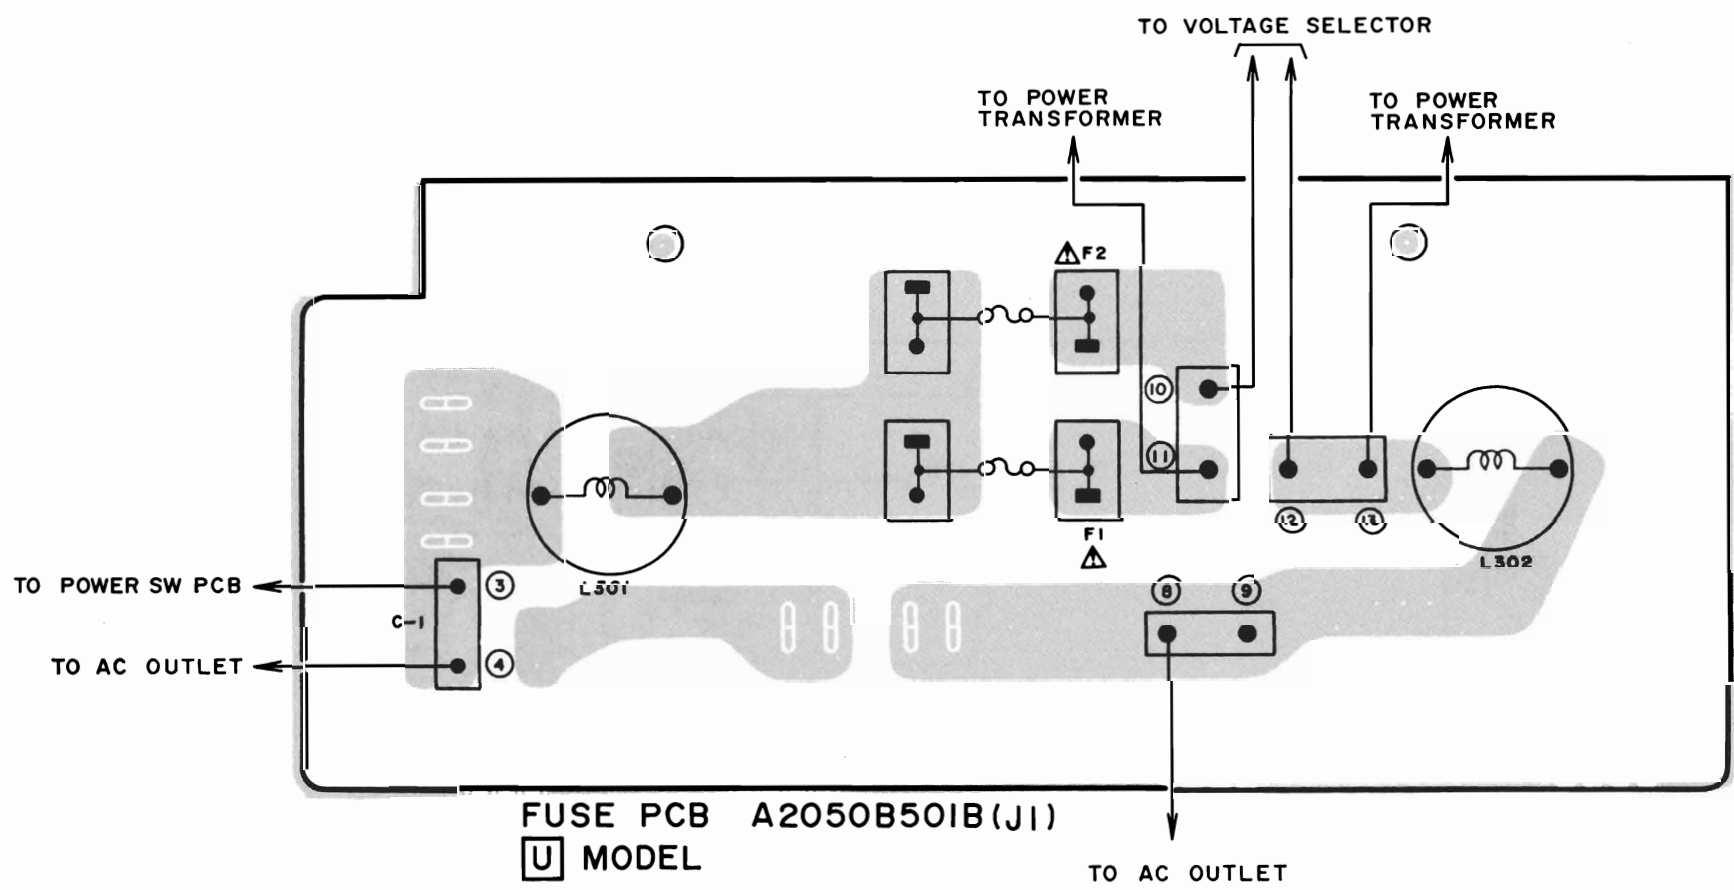 TO VOLTAGE SELECTOR
TO POWER
TRANSFORMER
TO POWER
TRANSFORMER
F2
10
11
12
13
F1
L301
L302
TO POWER SW PCB
3
C-1
8
9
TO AC OUTLET
4
FUSE PCB A2050B501B(J1)
U MODEL
TO AC OUTLET